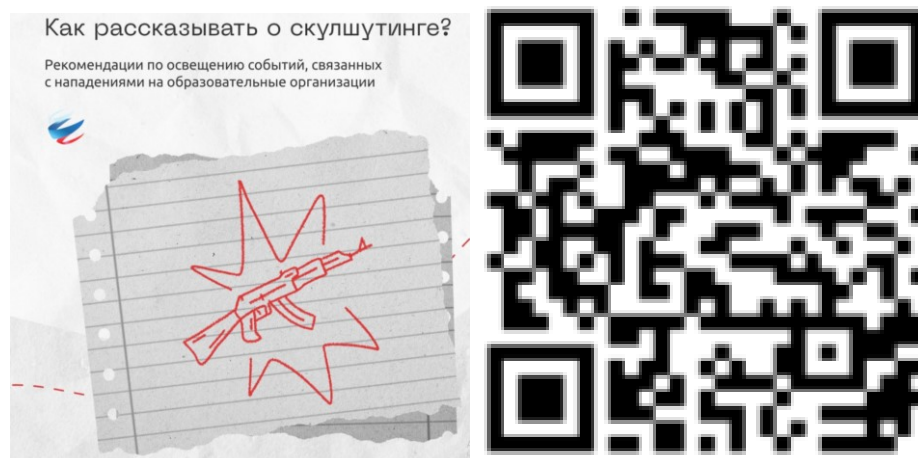 Как рассказывать о скулшутинге?
Рекомендации по освещению событий, связанных
с нападениями на образовательные организации